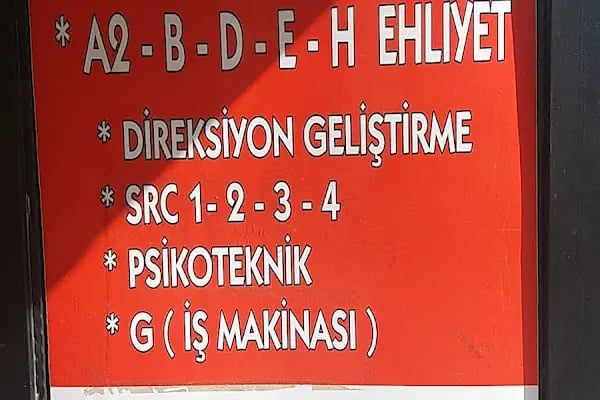 * A2 - B - D - E - H EHLİYET
* DİREKSİYON GELİŞTİRME
* SRC 1 - 2 - 3 - 4
* PSİKOTEKNİK
* G ( İŞ MAKİNASI )